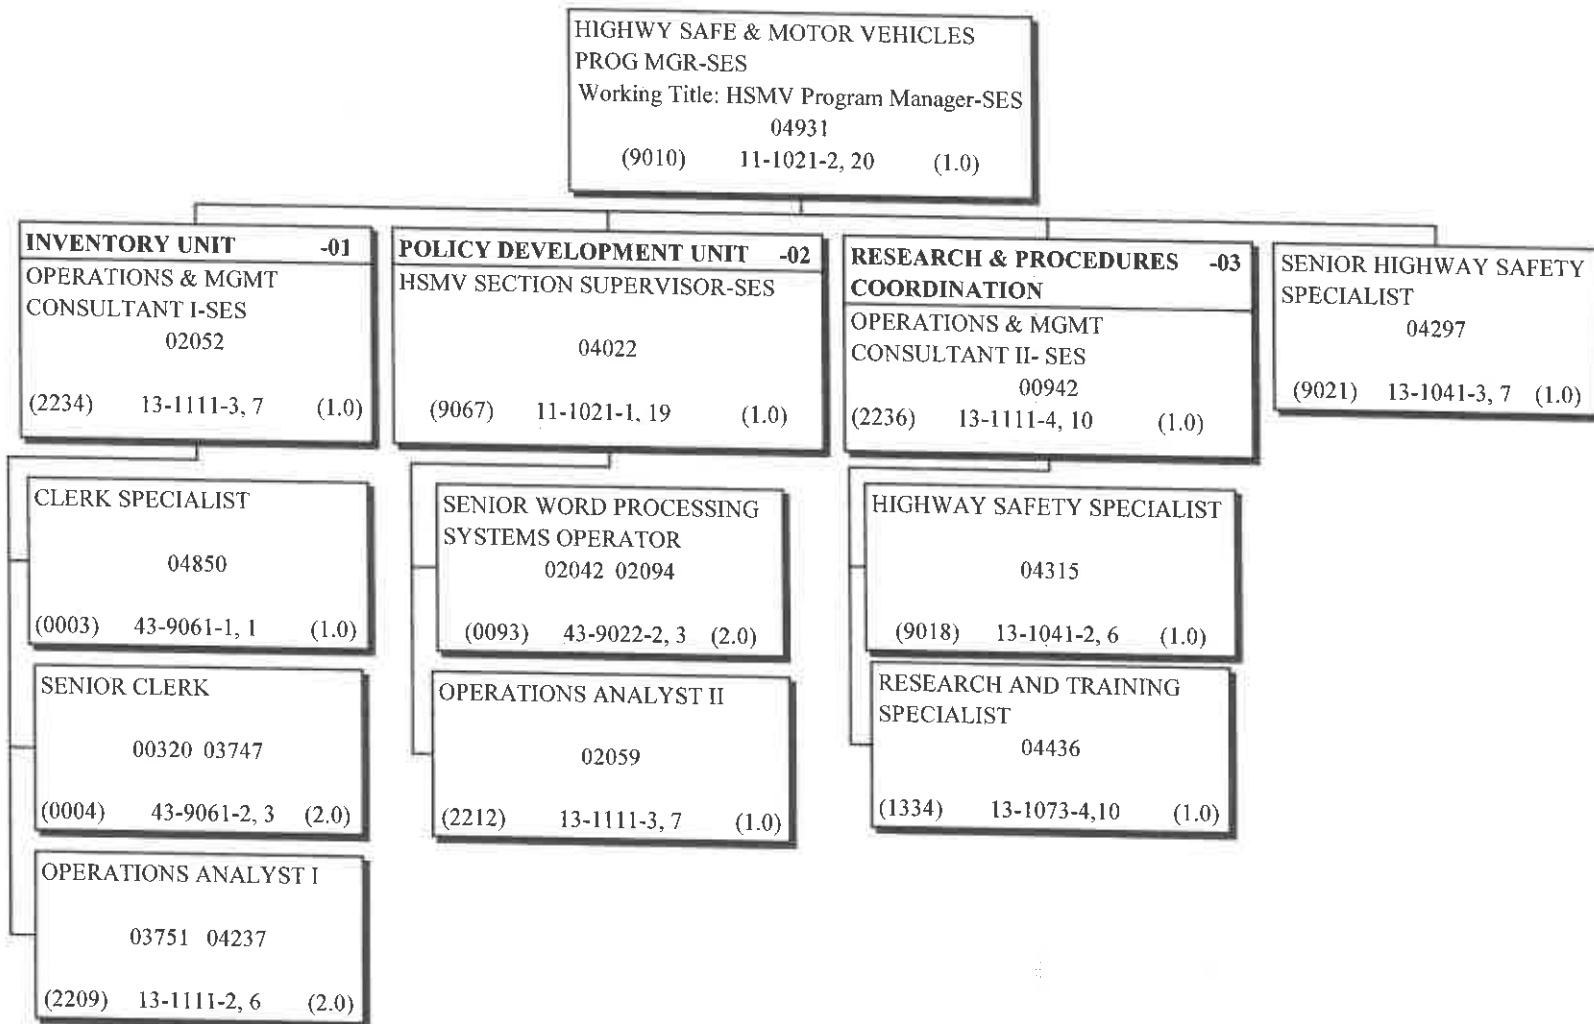 HIGHWY SAFE & MOTOR VEHICLES
PROG MGR-SES
Working Title: HSMV Program Manager-SES
04931
(9010) 11-1021-2, 20 (1.0)
INVENTORY UNIT -01
OPERATIONS & MGMT
CONSULTANT I-SES
02052
(2234) 13-1111-3, 7 (1.0)
CLERK SPECIALIST
04850
(0003) 43-9061-1, 1 (1.0)
SENIOR CLERK
00320 03747
(0004) 43-9061-2, 3 (2.0)
OPERATIONS ANALYST I
03751 04237
(2209) 13-1111-2, 6 (2.0)
POLICY DEVELOPMENT UNIT -02
HSMV SECTION SUPERVISOR-SES
04022
(9067) 11-1021-1, 19 (1.0)
SENIOR WORD PROCESSING
SYSTEMS OPERATOR
02042 02094
(0093) 43-9022-2, 3 (2.0)
OPERATIONS ANALYST II
02059
(2212) 13-1111-3, 7 (1.0)
RESEARCH & PROCEDURES -03
COORDINATION
OPERATIONS & MGMT
CONSULTANT II- SES
00942
(2236) 13-1111-4, 10 (1.0)
HIGHWAY SAFETY SPECIALIST
04315
(9018) 13-1041-2, 6 (1.0)
RESEARCH AND TRAINING
SPECIALIST
04436
(1334) 13-1073-4,10 (1.0)
SENIOR HIGHWAY SAFETY
SPECIALIST
04297
(9021) 13-1041-3, 7 (1.0)